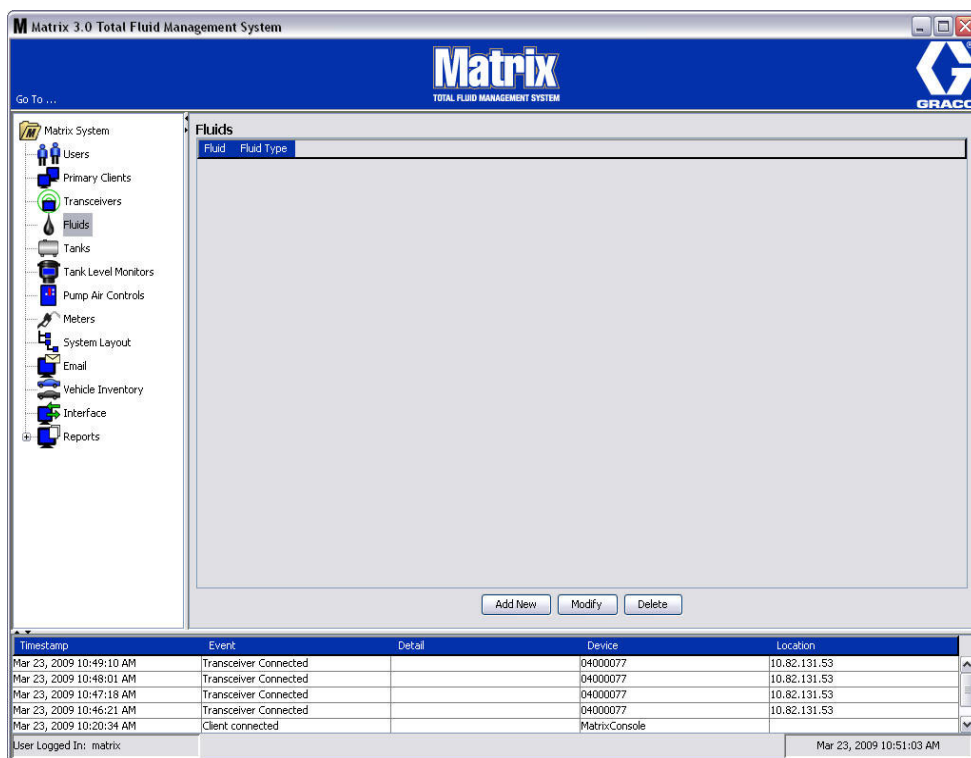 M Matrix 3.0 Total Fluid Management System
Matrix
TOTAL FLUID MANAGEMENT SYSTEM
GRACO
Go To ...
Matrix System
Users
Primary Clients
Transceivers
Fluids
Tanks
Tank Level Monitors
Pump Air Controls
Meters
System Layout
Email
Vehicle Inventory
Interface
Reports
Fluids
Fluid Fluid Type
Add New Modify Delete
Timestamp Event Detail Device Location
Mar 23, 2009 10:49:10 AM Transceiver Connected 04000077 10.82.131.53
Mar 23, 2009 10:48:01 AM Transceiver Connected 04000077 10.82.131.53
Mar 23, 2009 10:47:18 AM Transceiver Connected 04000077 10.82.131.53
Mar 23, 2009 10:46:21 AM Transceiver Connected 04000077 10.82.131.53
Mar 23, 2009 10:20:34 AM Client connected MatrixConsole
User Logged In: matrix Mar 23, 2009 10:51:03 AM